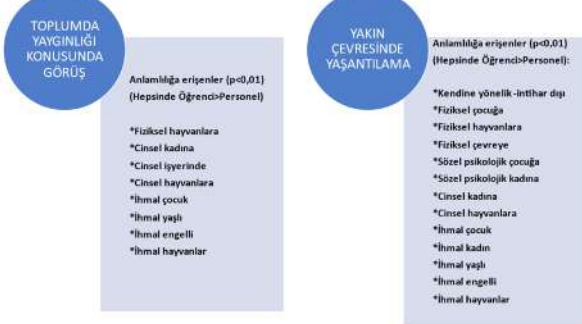 TOPLUMDA
YAYGINLIĞI
KONUSUNDA
GÖRÜŞ
Anlamlılığa erişenler (p<0,01)
(Hepsinde Öğrenci>Personel)
*Fiziksel hayvanlara
*Cinsel kadına
*Cinsel işyerinde
*Cinsel hayvanlara
*İhmal çocuk
*İhmal yaşlı
*İhmal engelli
*İhmal hayvanlar
YAKIN
ÇEVRESİNDE
YAŞANTILAMA
Anlamlılığa erişenler (p<0,01)
(Hepsinde Öğrenci>Personel):
*Kendine yönelik -intihar dışı
*Fiziksel çocuğa
*Fiziksel hayvanlara
*Fiziksel çevreye
*Sözel psikolojik çocuğa
*Sözel psikolojik kadına
*Cinsel kadına
*Cinsel hayvanlara
*İhmal çocuk
*İhmal kadın
*İhmal yaşlı
*İhmal engelli
*İhmal hayvanlar